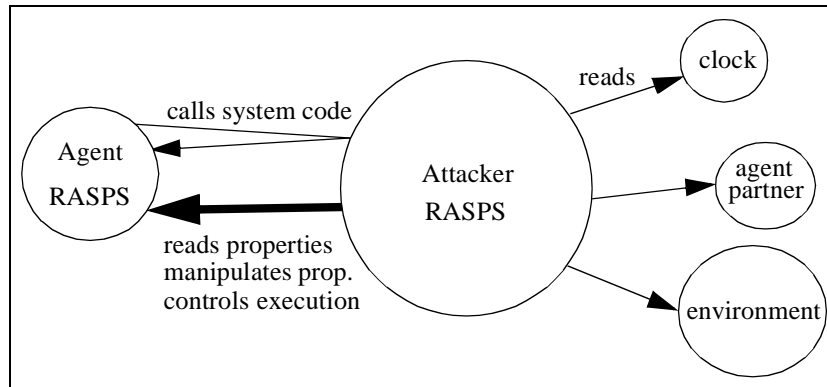 calls system code
Agent
RASPS
reads properties
manipulates prop.
controls execution
Attacker
RASPS
reads
clock
agent
partner
environment